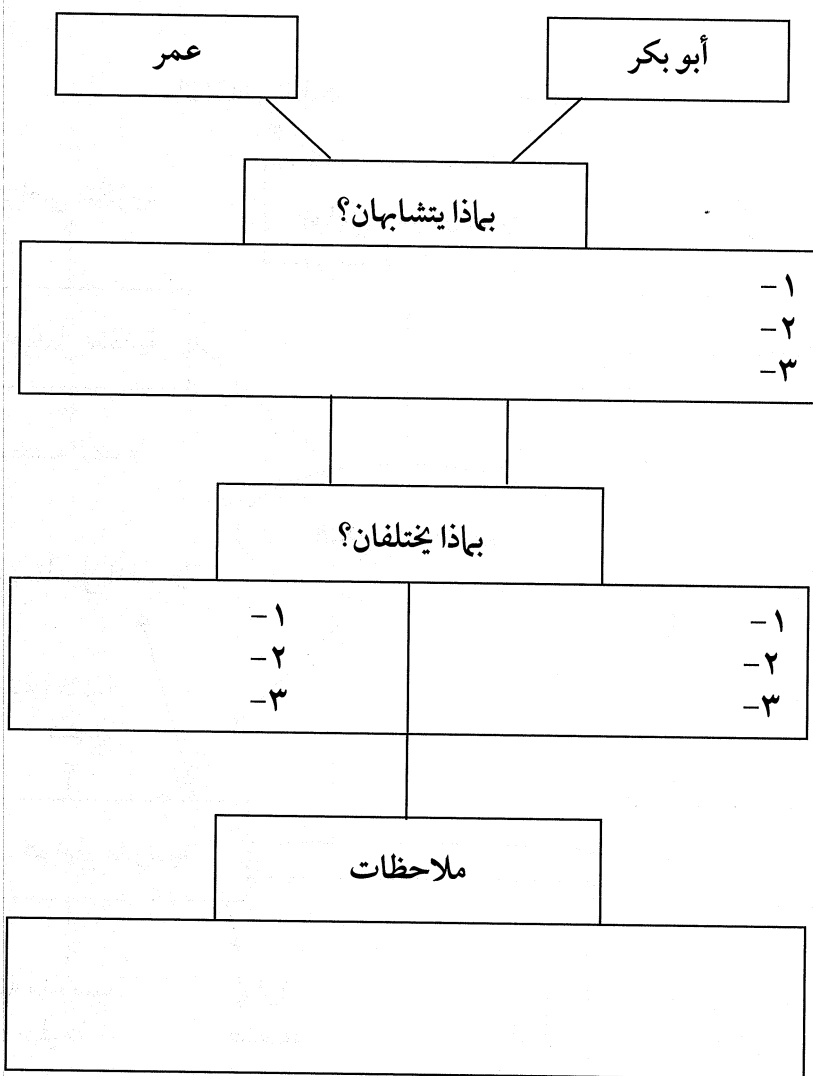 أبو بكر
عمر
بماذا يتشابهان؟
١-
٢-
٣-
بماذا يختلفان؟
١-
٢-
٣-
١-
٢-
٣-
ملاحظات